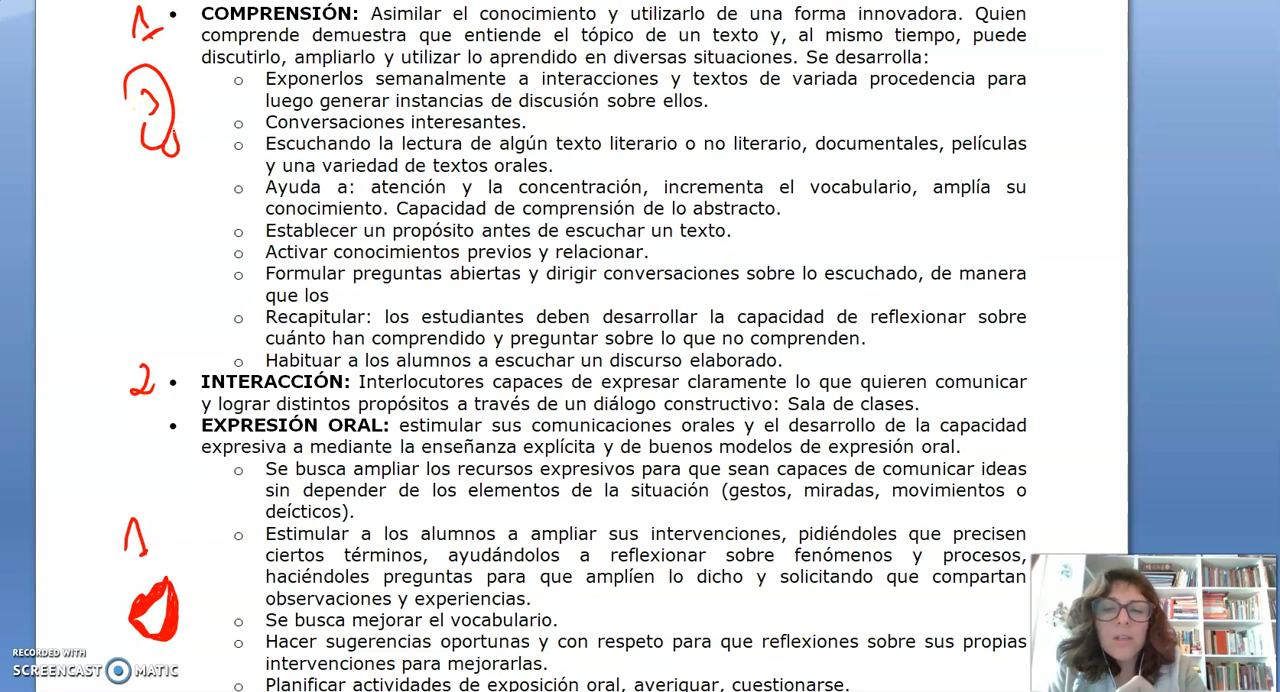 1
• COMPRENSIÓN: Asimilar el conocimiento y utilizarlo de una forma innovadora. Quien
comprende demuestra que entiende el tópico de un texto y, al mismo tiempo, puede
discutirlo, ampliarlo y utilizar lo aprendido en diversas situaciones. Se desarrolla:
o Exponerlos semanalmente a interacciones y textos de variada procedencia para
luego generar instancias de discusión sobre ellos.
o Conversaciones interesantes.
o Escuchando la lectura de algún texto literario o no literario, documentales, películas
y una variedad de textos orales.
o Ayuda a: atención y la concentración, incrementa el vocabulario, amplía su
conocimiento. Capacidad de comprensión de lo abstracto.
o Establecer un propósito antes de escuchar un texto.
o Activar conocimientos previos y relacionar.
o Formular preguntas abiertas y dirigir conversaciones sobre lo escuchado, de manera
que los
o Recapitular: los estudiantes deben desarrollar la capacidad de reflexionar sobre
cuánto han comprendido y preguntar sobre lo que no comprenden.
o Habituar a los alumnos a escuchar un discurso elaborado.
2
• INTERACCIÓN: Interlocutores capaces de expresar claramente lo que quieren comunicar
y lograr distintos propósitos a través de un diálogo constructivo: Sala de clases.
• EXPRESIÓN ORAL: estimular sus comunicaciones orales y el desarrollo de la capacidad
expresiva a mediante la enseñanza explícita y de buenos modelos de expresión oral.
o Se busca ampliar los recursos expresivos para que sean capaces de comunicar ideas
sin depender de los elementos de la situación (gestos, miradas, movimientos o
deícticos).
1
o Estimular a los alumnos a ampliar sus intervenciones, pidiéndoles que precisen
ciertos términos, ayudándolos a reflexionar sobre fenómenos y procesos,
haciéndoles preguntas para que amplíen lo dicho y solicitando que compartan
observaciones y experiencias.
o Se busca mejorar el vocabulario.
o Hacer sugerencias oportunas y con respeto para que reflexiones sobre sus propias
intervenciones para mejorarlas.
o Planificar actividades de exposición oral, averiguar, cuestionarse.
RECORDED WITH
SCREENCAST MATIC